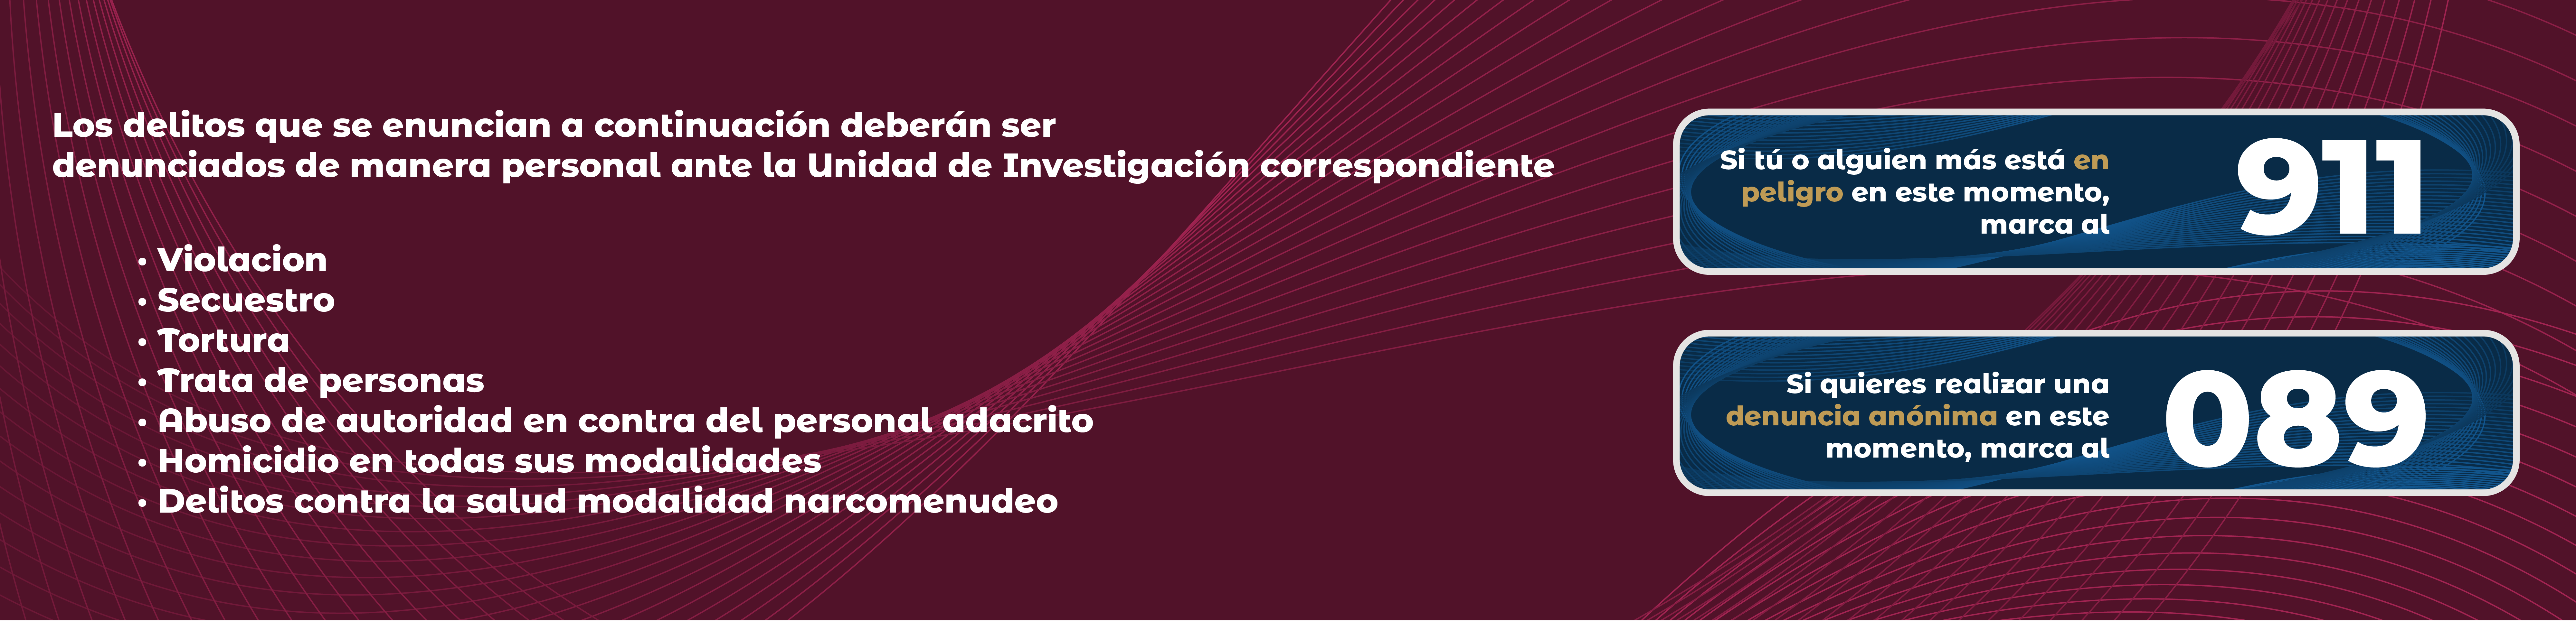 Los delitos que se enuncian a continuación deberán ser
denunciados de manera personal ante la Unidad de Investigación correspondiente
• Violacion
• Secuestro
• Tortura
• Trata de personas
• Abuso de autoridad en contra del personal adacrito
• Homicidio en todas sus modalidades
• Delitos contra la salud modalidad narcomenudeo
Si tú o alguien más está en
peligro en este momento,
marca al
911
Si quieres realizar una
denuncia anónima en este
momento, marca al
089